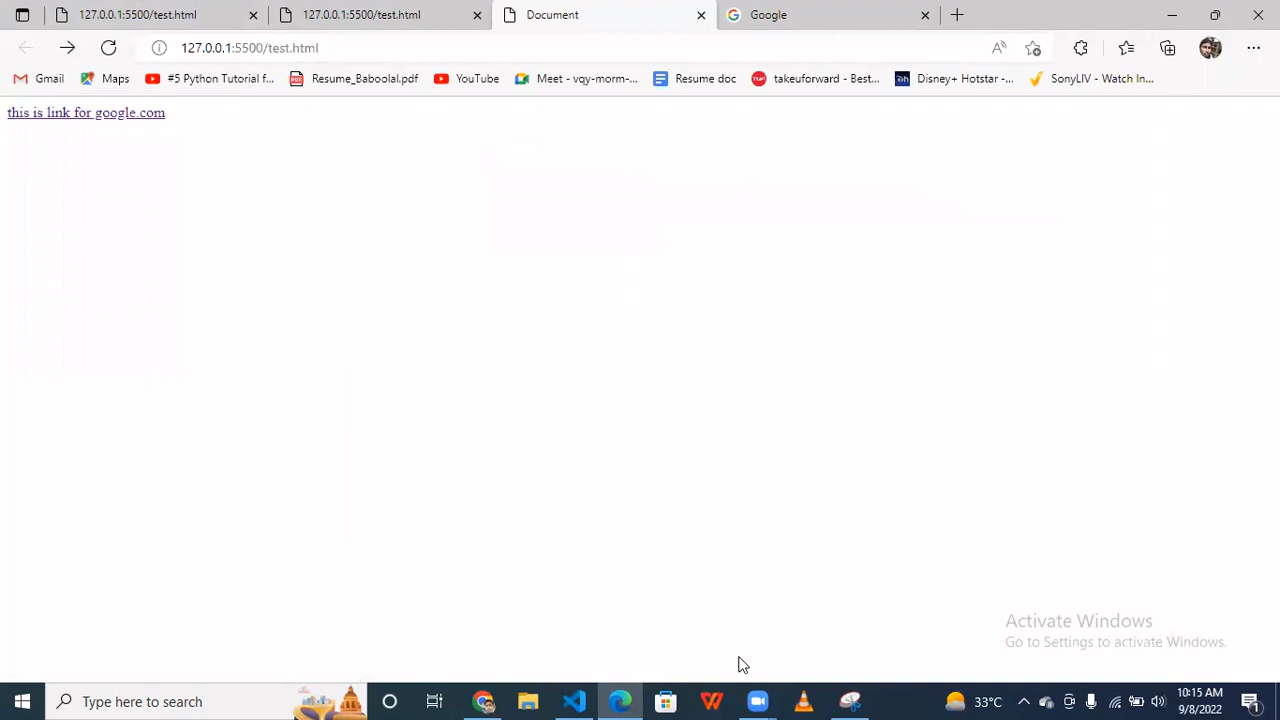 127.0.0.1:5500/test.html
127.0.0.1:5500/test.html
Document
Google
127.0.0.1:5500/test.html
Gmail
Maps
#5 Python Tutorial f...
Resume_Baboolal.pdf
YouTube
Meet - vqy-morm-...
Resume doc
takeuforward - Best...
Disney+ Hotstar -...
SonyLIV - Watch In...
this is link for google.com
Activate Windows
Go to Settings to activate Windows.
Type here to search
33°C
10:15 AM
9/8/2022